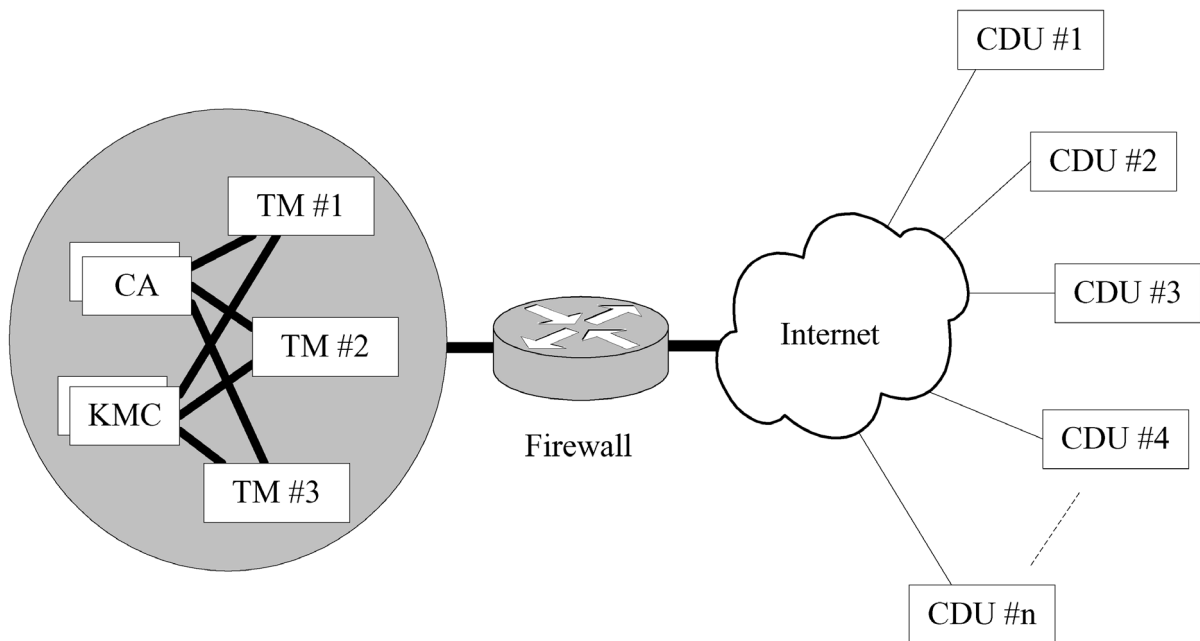 CDU #1
CDU #2
TM #1
CA
CDU #3
TM #2
Internet
KMC
Firewall
CDU #4
TM #3
CDU #n